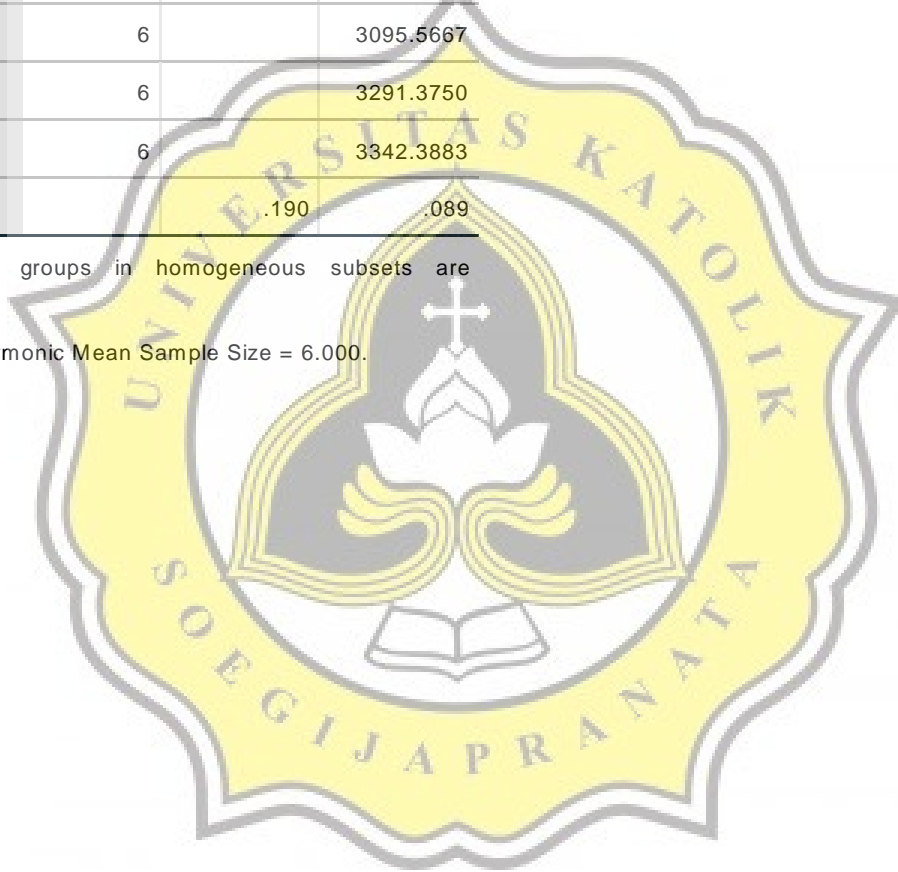 6 3095.5667
6 3291.3750
6 3342.3883
.190 .089
groups in homogeneous subsets are
rmonic Mean Sample Size = 6.000.
UNIVERSITAS KATOLIK
SOEGIJAPRANATA